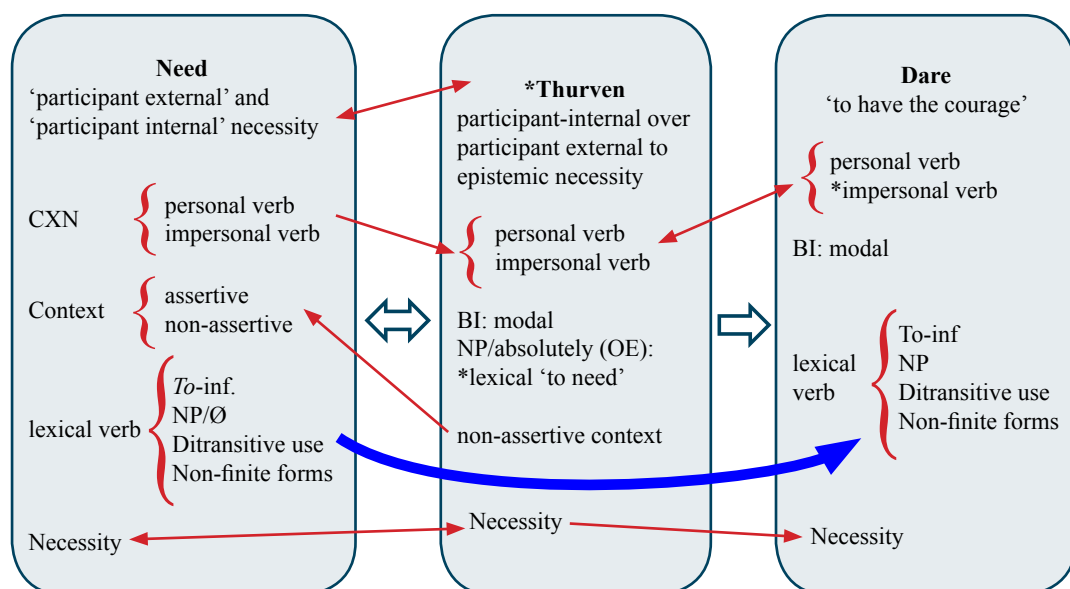 Need
‘participant external’ and
‘participant internal’ necessity
CXN
personal verb
impersonal verb
Context
assertive
non-assertive
lexical verb
To-inf.
NP/Ø
Ditransitive use
Non-finite forms
Necessity
*Thurven
participant-internal over
participant external to
epistemic necessity
personal verb
impersonal verb
BI: modal
NP/absolutely (OE):
*lexical ‘to need’
non-assertive context
Necessity
Dare
‘to have the courage’
personal verb
*impersonal verb
BI: modal
lexical
verb
To-inf
NP
Ditransitive use
Non-finite forms
Necessity